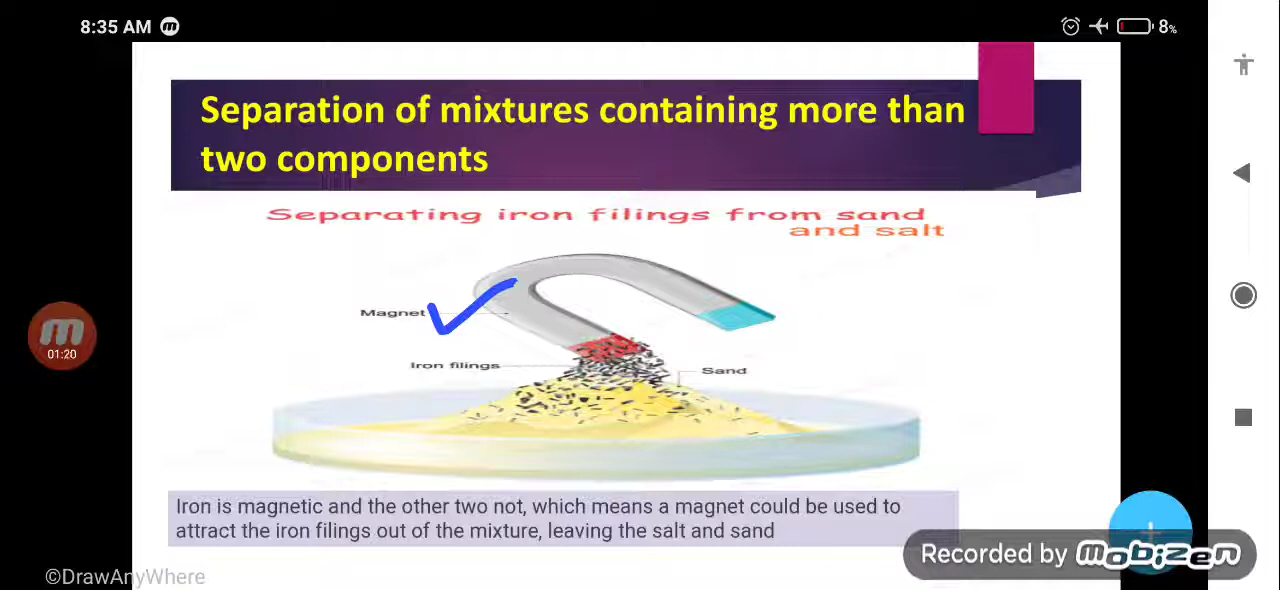 8:35 AM m
8%
Separation of mixtures containing more than
two components
Separating iron filings from sand
and salt
Magnet
Iron filings
Sand
m
01:20
Iron is magnetic and the other two not, which means a magnet could be used to
attract the iron filings out of the mixture, leaving the salt and sand
Recorded by mobizen
©DrawAnyWhere